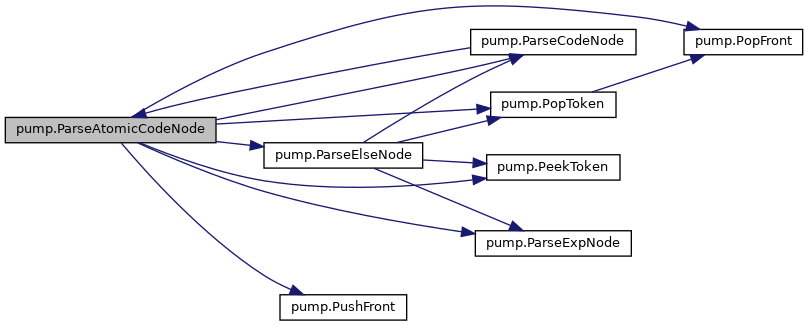 pump.ParseCodeNode
pump.PopFront
pump.PopToken
pump.ParseAtomicCodeNode
pump.ParseElseNode
pump.PeekToken
pump.ParseExpNode
pump.PushFront